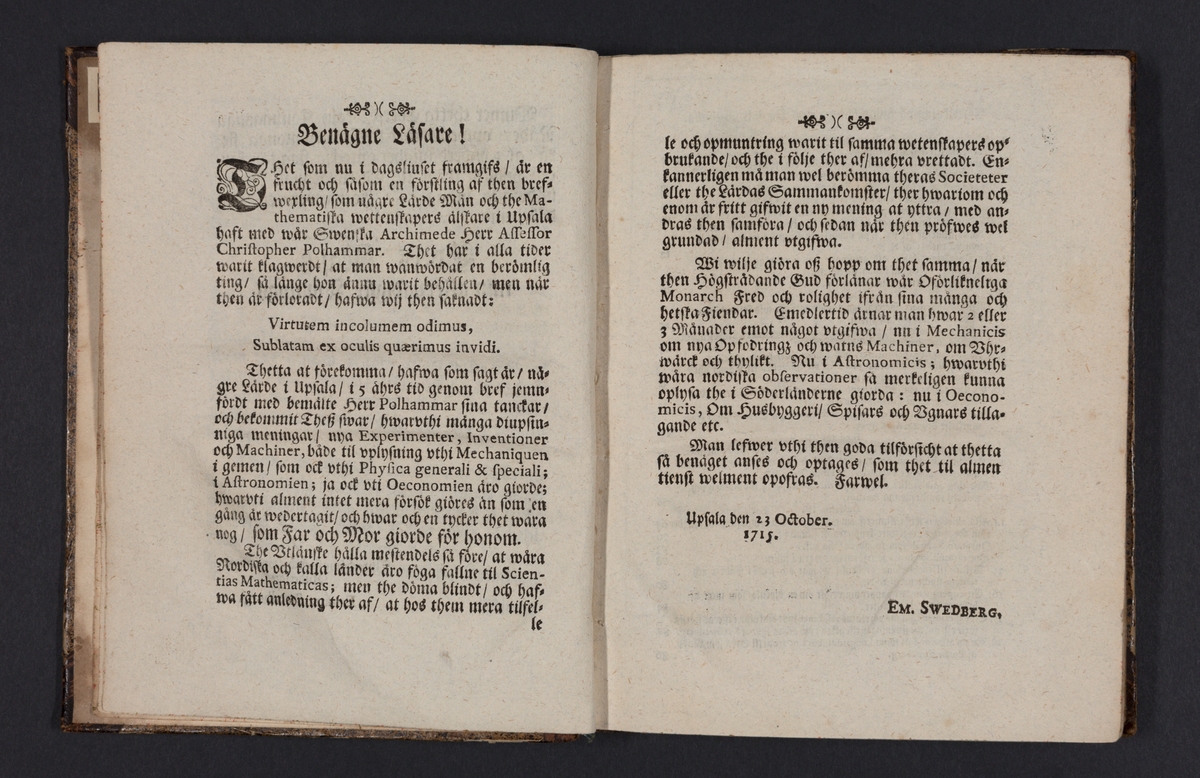 Benägne Läsare!
THet som nu i dagsliuset framgifs / är en
frucht och såsom en förstling af then bref-
wexling / som någre Lärde Män och the Ma-
thematiska wettenskapers älskare i Upsala
haft med wår Swenska Archimede Herr Assessor
Christopher Polhammar. Thet har i alla tider
warit klagwerdt / at man wanwördat en berömlig
ting / så länge hon ännu warit behållen / men när
then är förloradt / hafwa wij then saknadt:
Virtutem incolumem odimus,
Sublatam ex oculis quærimus invidi.
Thetta at förekomma / hafwa som sagt är / nå-
gre Lärde i Upsala / i 5 åhrs tid genom bref jemn-
fördt med bemälte Herr Polhammar sina tanckar /
och bekommit Theß swar / hwarvthi många diupsin-
niga meningar / nya Experimenter, Inventioner
och Machiner, både til vplysning vthi Mechaniquen
i gemen / som ock vthi Physica generali & speciali;
i Astronomien; ja ock vti Oeconomien äro giorde;
hwarvti alment intet mera försök giöres än som en
gång är wedertagit / och hwar och en tycker thet wara
nog / som Far och Mor giorde för honom.
The Vtlänske hålla mestendels så före / at wåra
Nordiska och kalla länder äro föga fallne til Scien-
tias Mathematicas; men the döma blindt / och haf-
wa fått anledning ther af / at hos them mera tilfel-
le
le och opmuntring warit til samma wetenskapers op-
brukande / och the i följe ther af / mehra vrettadt. En-
kannerligen må man wel berömma theras Societeter
eller the Lärdas Sammankomster / ther hwariom och
enom är fritt gifwit en ny mening at yttra / med an-
dras then samföra / och sedan när then pröfwes wel
grundad / alment vtgifwa.
Wi wilje giöra oß hopp om thet samma / när
then Högsträdande Gud förlänar wår Oförlikneliga
Monarch Fred och rolighet ifrån sina många och
hetska Fiendar. Emedlertid ärnar man hwar 2 eller
3 Månader emot något vtgifwa / nu i Mechanicis
om nya Opfodrings och watns Machiner, om Vhr-
wärck och thylikt. Nu i Astronomicis; hwarvthi
wåra nordiska observationer så merkeligen kunna
oplysa the i Söderländerne giorda: nu i Oecono-
micis, Om Husbyggeri / Spisars och Vgnars tilla-
gande etc.
Man lefwer vthi then goda tilförsicht at thetta
så benäget anses och optages / som thet til almen
tienst welment opofras. Farwel.
Upsala den 23 October.
1715.
EM. SWEDBERG,